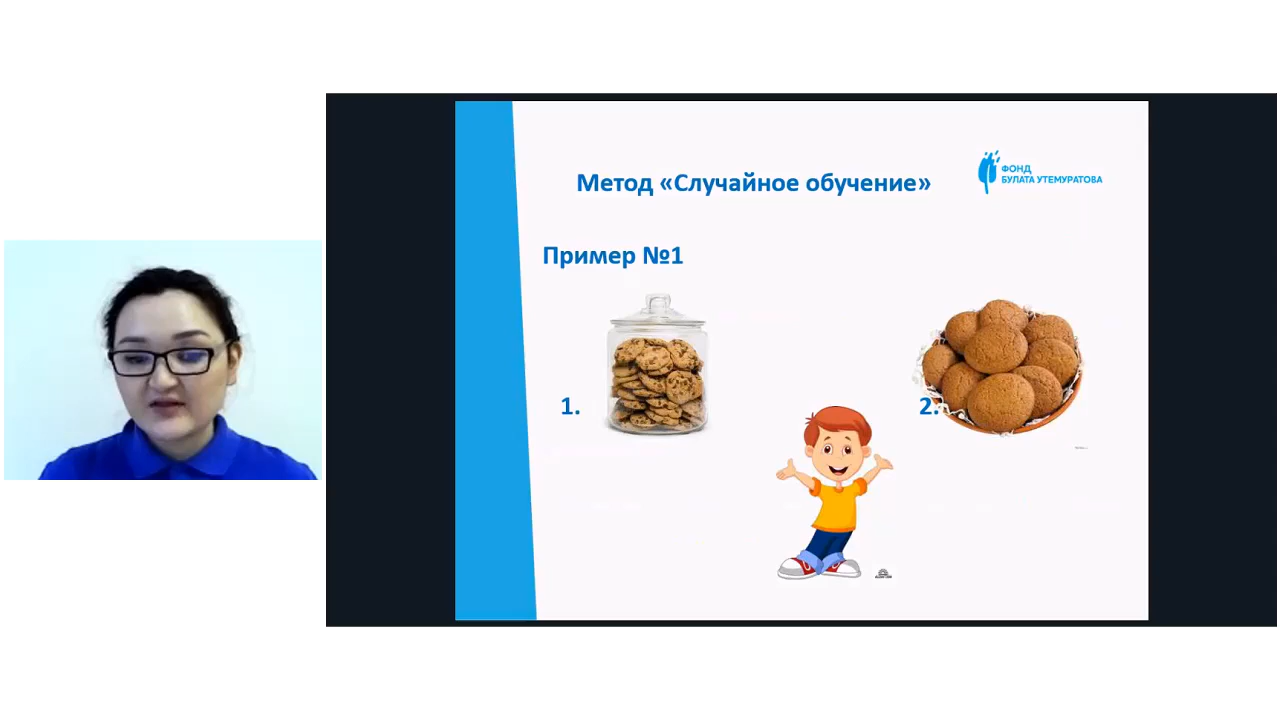 Метод «Случайное обучение»
ФОНД
БУЛАТА УТЕМУРАТОВА
Пример №1
1.
2.